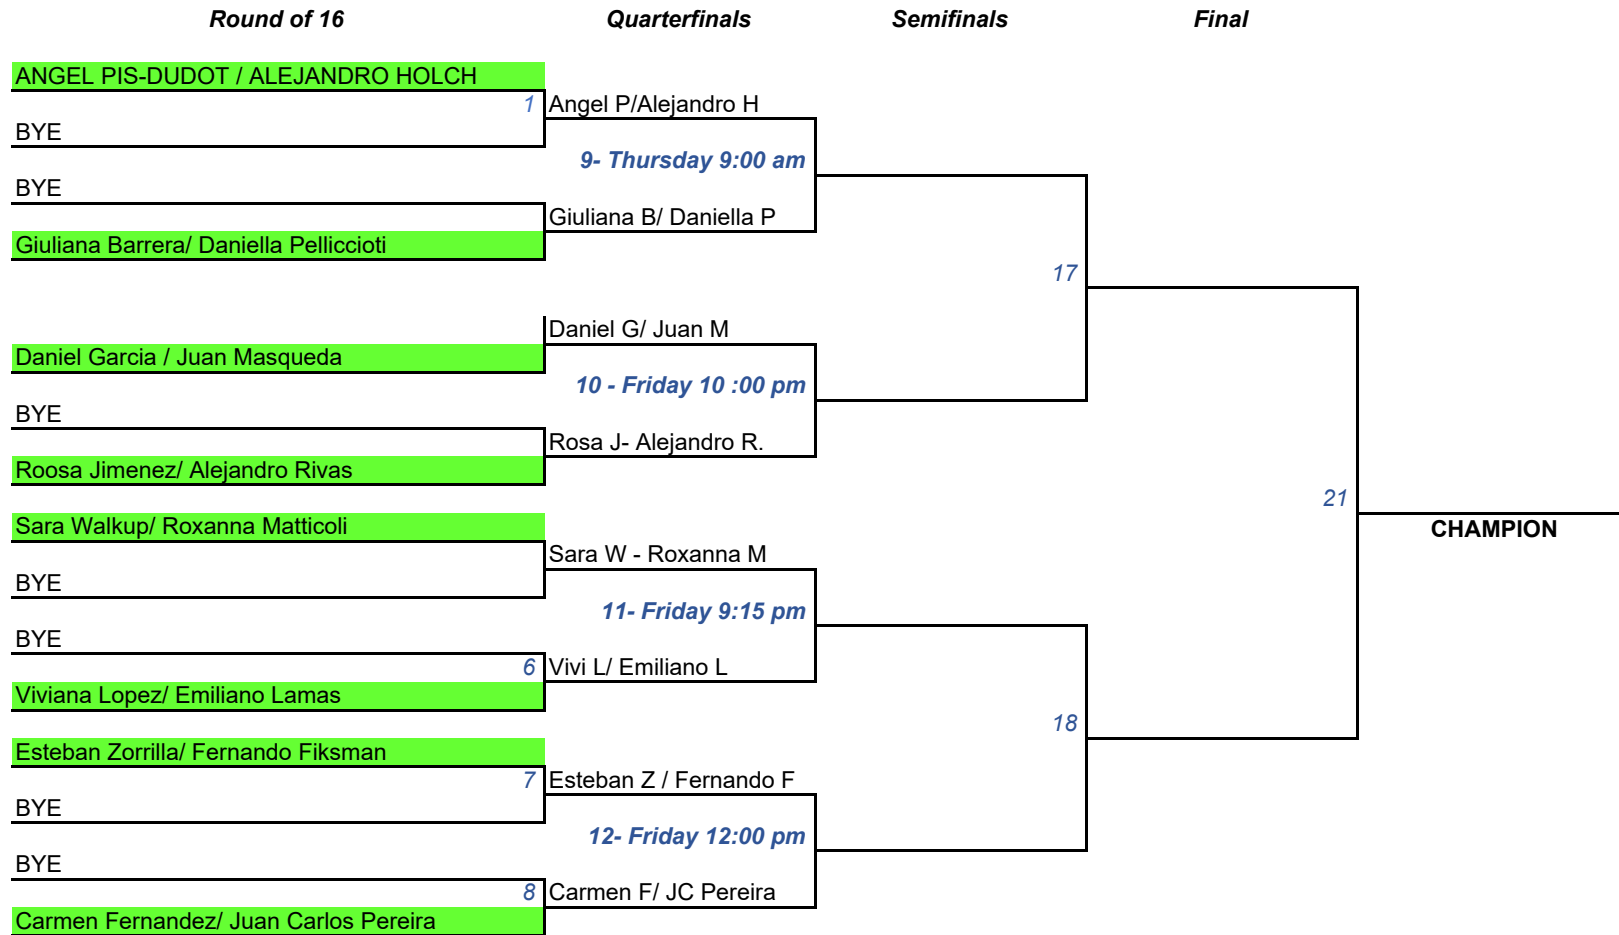 Round of 16 Quarterfinals Semifinals Final
ANGEL PIS-DUDOT / ALEJANDRO HOLCH
1 Angel P/Alejandro H
BYE
9- Thursday 9:00 am
BYE
Giuliana B/ Daniella P
Giuliana Barrera/ Daniella Pelliccioti
17
Daniel G/ Juan M
Daniel Garcia / Juan Masqueda
10 - Friday 10 :00 pm
BYE
Rosa J- Alejandro R.
Roosa Jimenez/ Alejandro Rivas
21
Sara Walkup/ Roxanna Matticoli
CHAMPION
Sara W - Roxanna M
BYE
11- Friday 9:15 pm
BYE
6 Vivi L/ Emiliano L
Viviana Lopez/ Emiliano Lamas
18
Esteban Zorrilla/ Fernando Fiksman
7 Esteban Z / Fernando F
BYE
12- Friday 12:00 pm
BYE
8 Carmen F/ JC Pereira
Carmen Fernandez/ Juan Carlos Pereira